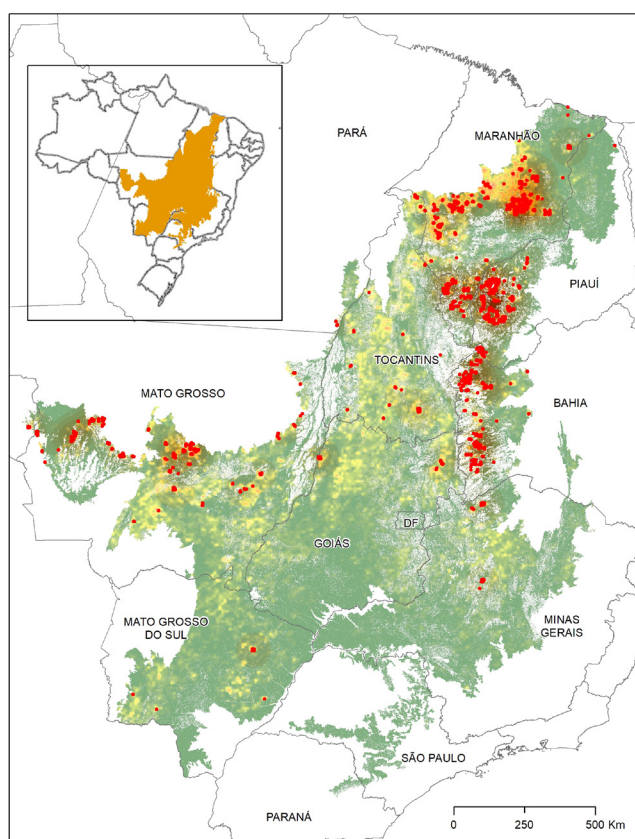 PARÁ
MARANHÃO
PIAUÍ
TOCANTINS
MATO GROSSO
BAHIA
DF
GOIÁS
MATO GROSSO
DO SUL
MINAS
GERAIS
SÃO PAULO
PARANÁ
0 250 500 Km